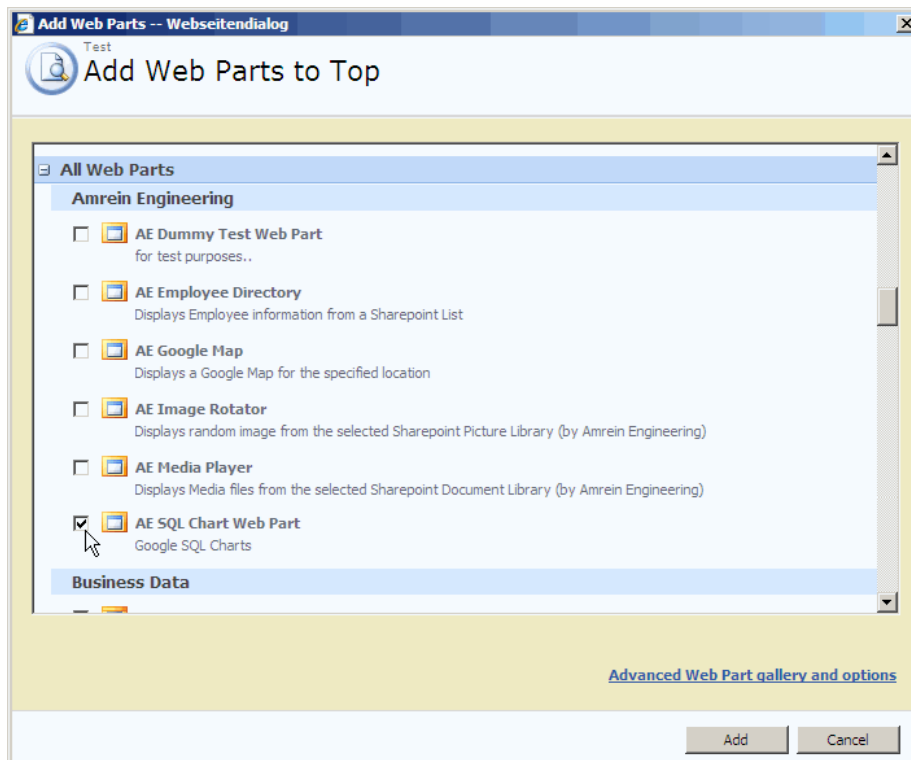 Add Web Parts -- Webseitendialog
Test
Add Web Parts to Top
All Web Parts
Amrein Engineering
AE Dummy Test Web Part
for test purposes..
AE Employee Directory
Displays Employee information from a Sharepoint List
AE Google Map
Displays a Google Map for the specified location
AE Image Rotator
Displays random image from the selected Sharepoint Picture Library (by Amrein Engineering)
AE Media Player
Displays Media files from the selected Sharepoint Document Library (by Amrein Engineering)
AE SQL Chart Web Part
Google SQL Charts
Business Data
Advanced Web Part gallery and options
Add
Cancel